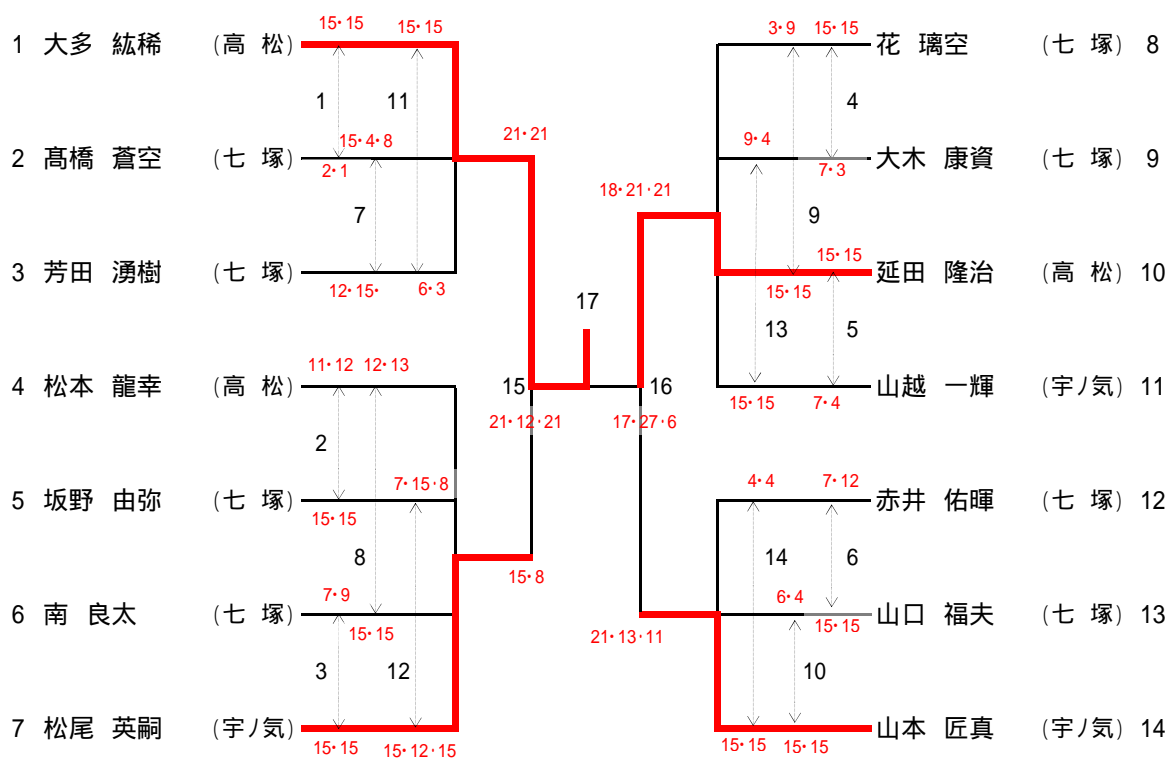 15・15 15・15 3・9 15・15
1 大多 紘稀 (高 松) 花 璃空 (七 塚) 8
1 11 4
15・4・8 21・21 9・4
2 髙橋 蒼空 (七 塚) 大木 康資 (七 塚) 9
2・1 7・3
18・21・21
7 9
15・15
3 芳田 湧樹 (七 塚) 延田 隆治 (高 松) 10
12・15・ 6・3 15・15
17
13 5
11・12 12・13
4 松本 龍幸 (高 松) 15 16 山越 一輝 (宇ノ気) 11
15・15 7・4
21・12・21 17・27・6
2
7・15・8 4・4 7・12
5 坂野 由弥 (七 塚) 赤井 佑暉 (七 塚) 12
15・15
8 14 6
15・8
7・9 6・4
6 南 良太 (七 塚) 山口 福夫 (七 塚) 13
15・15 21・13・11 15・15
3 12 10
7 松尾 英嗣 (宇ノ気) 山本 匠真 (宇ノ気) 14
15・15 15・12・15 15・15 15・15